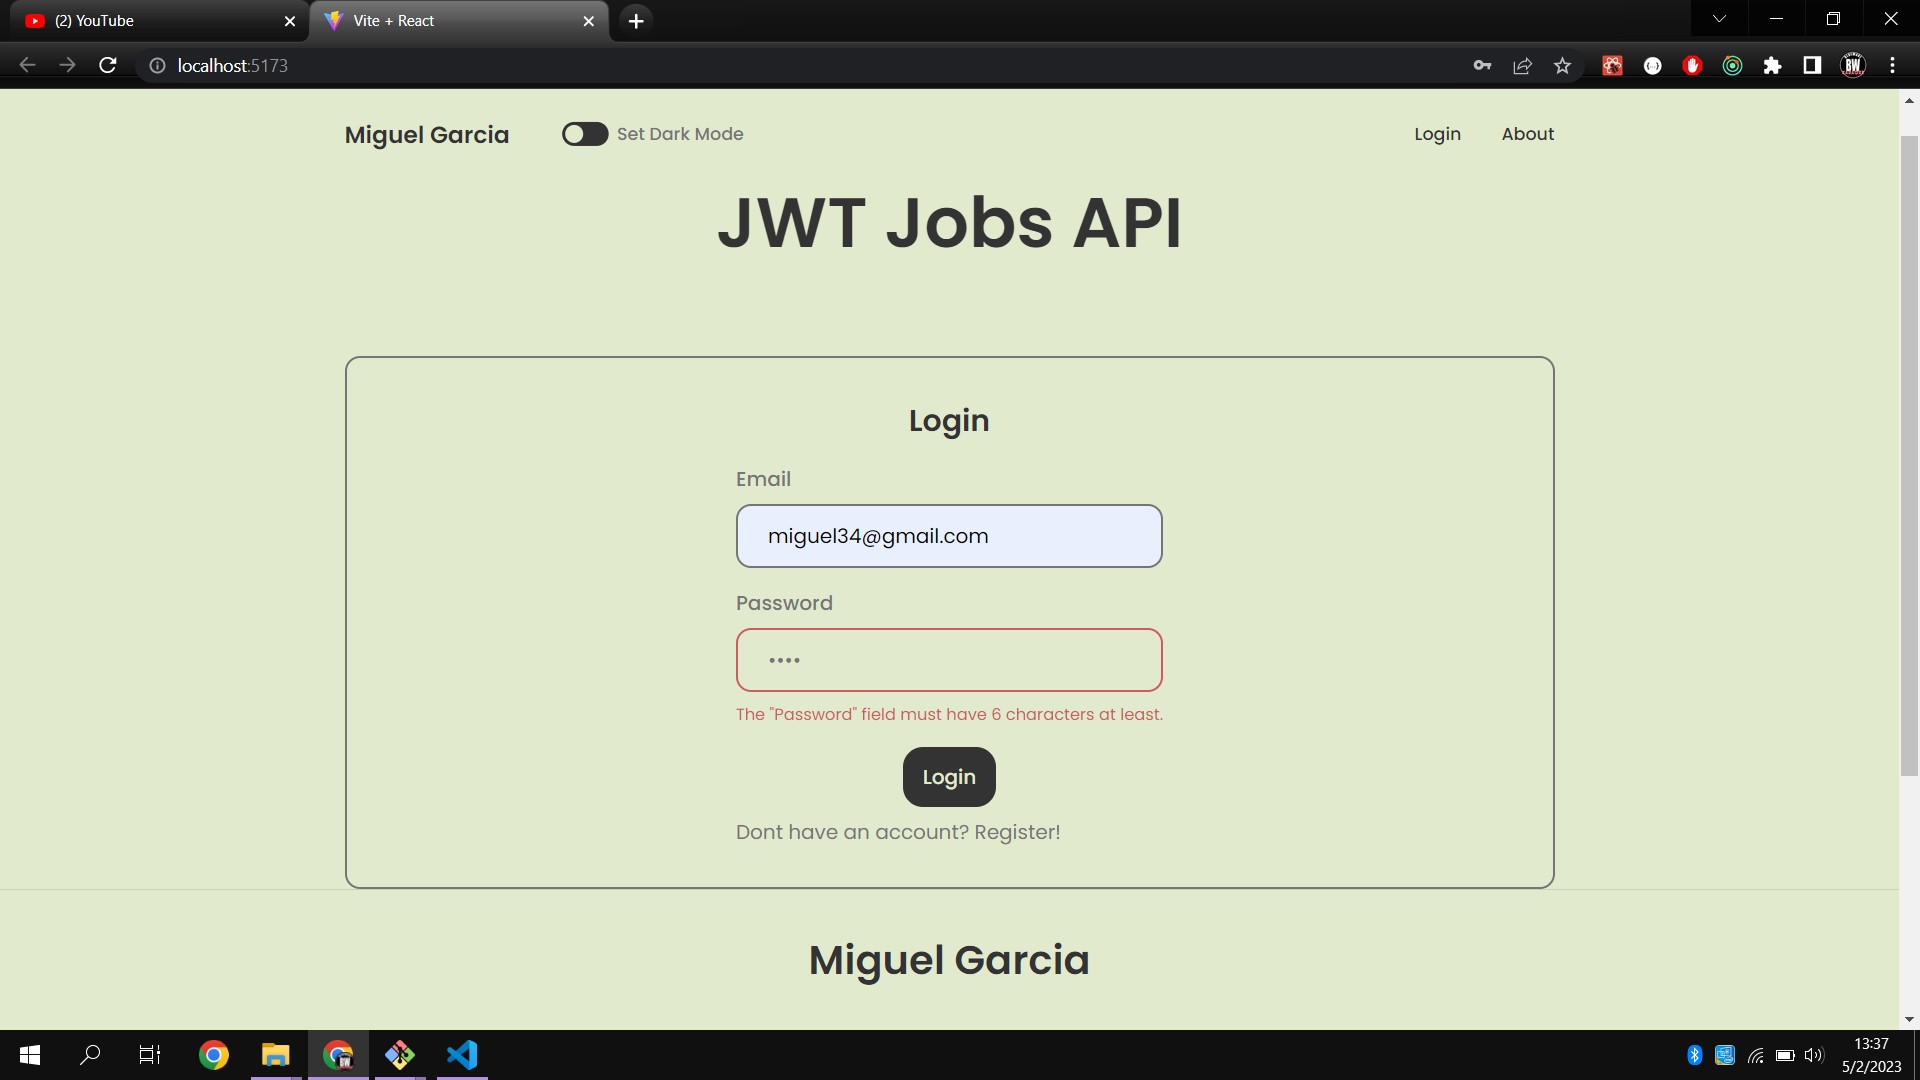 (2) YouTube
Vite + React
localhost:5173
Miguel Garcia
Set Dark Mode
Login
About
JWT Jobs API
Login
Email
miguel34@gmail.com
Password
••••
The "Password" field must have 6 characters at least.
Login
Dont have an account? Register!
Miguel Garcia
BW
13:37
5/2/2023